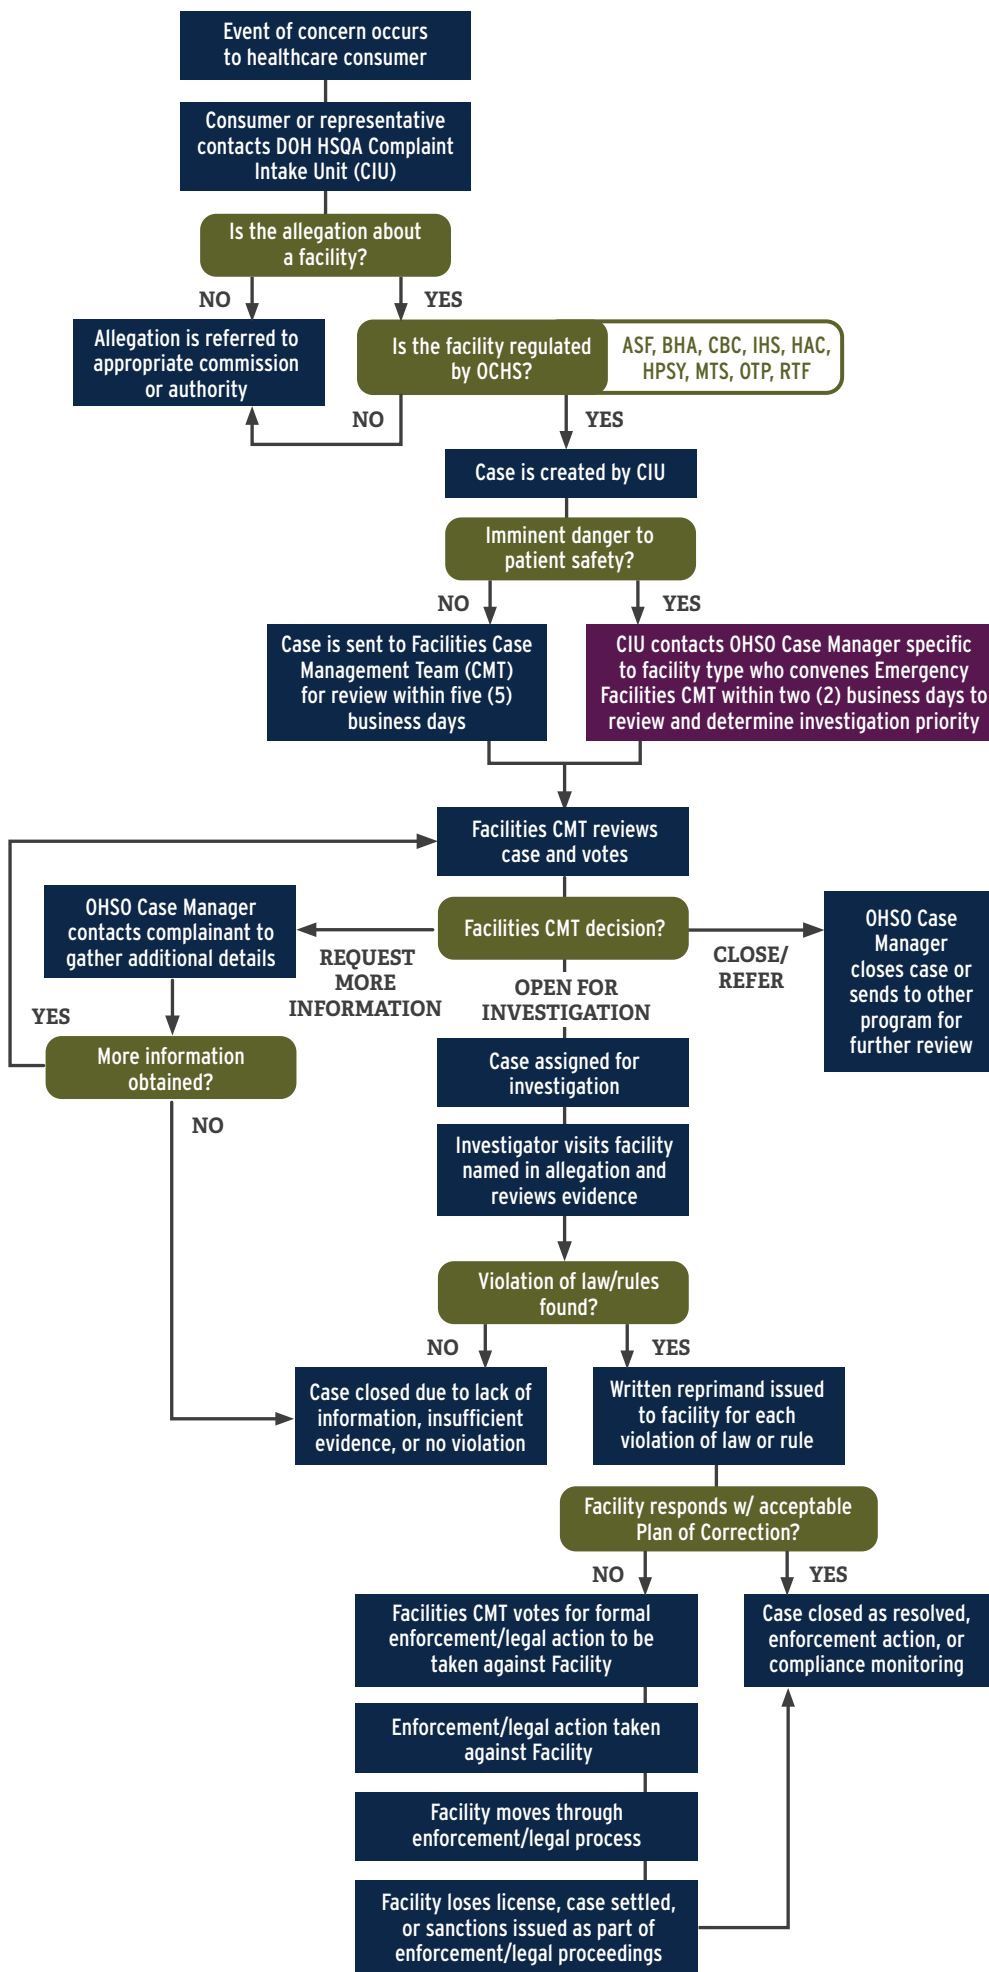 Event of concern occurs
to healthcare consumer
Consumer or representative
contacts DOH HSQA Complaint
Intake Unit (CIU)
Is the allegation about
a facility?
NO
YES
Allegation is referred to
appropriate commission
or authority
Is the facility regulated
by OCHS?
ASF, BHA, CBC, IHS, HAC,
HPSY, MTS, OTP, RTF
NO
YES
Case is created by CIU
Imminent danger to
patient safety?
NO
YES
Case is sent to Facilities Case
Management Team (CMT)
for review within five (5)
business days
CIU contacts OHSO Case Manager specific
to facility type who convenes Emergency
Facilities CMT within two (2) business days to
review and determine investigation priority
Facilities CMT reviews
case and votes
OHSO Case Manager
contacts complainant to
gather additional details
Facilities CMT decision?
OHSO Case
Manager
closes case or
sends to other
program for
further review
REQUEST
MORE
INFORMATION
OPEN FOR
INVESTIGATION
CLOSE/
REFER
YES
More information
obtained?
NO
Case assigned for
investigation
Investigator visits facility
named in allegation and
reviews evidence
Violation of law/rules
found?
NO
YES
Case closed due to lack of
information, insufficient
evidence, or no violation
Written reprimand issued
to facility for each
violation of law or rule
Facility responds w/ acceptable
Plan of Correction?
NO
YES
Facilities CMT votes for formal
enforcement/legal action to be
taken against Facility
Case closed as resolved,
enforcement action, or
compliance monitoring
Enforcement/legal action taken
against Facility
Facility moves through
enforcement/legal process
Facility loses license, case settled,
or sanctions issued as part of
enforcement/legal proceedings